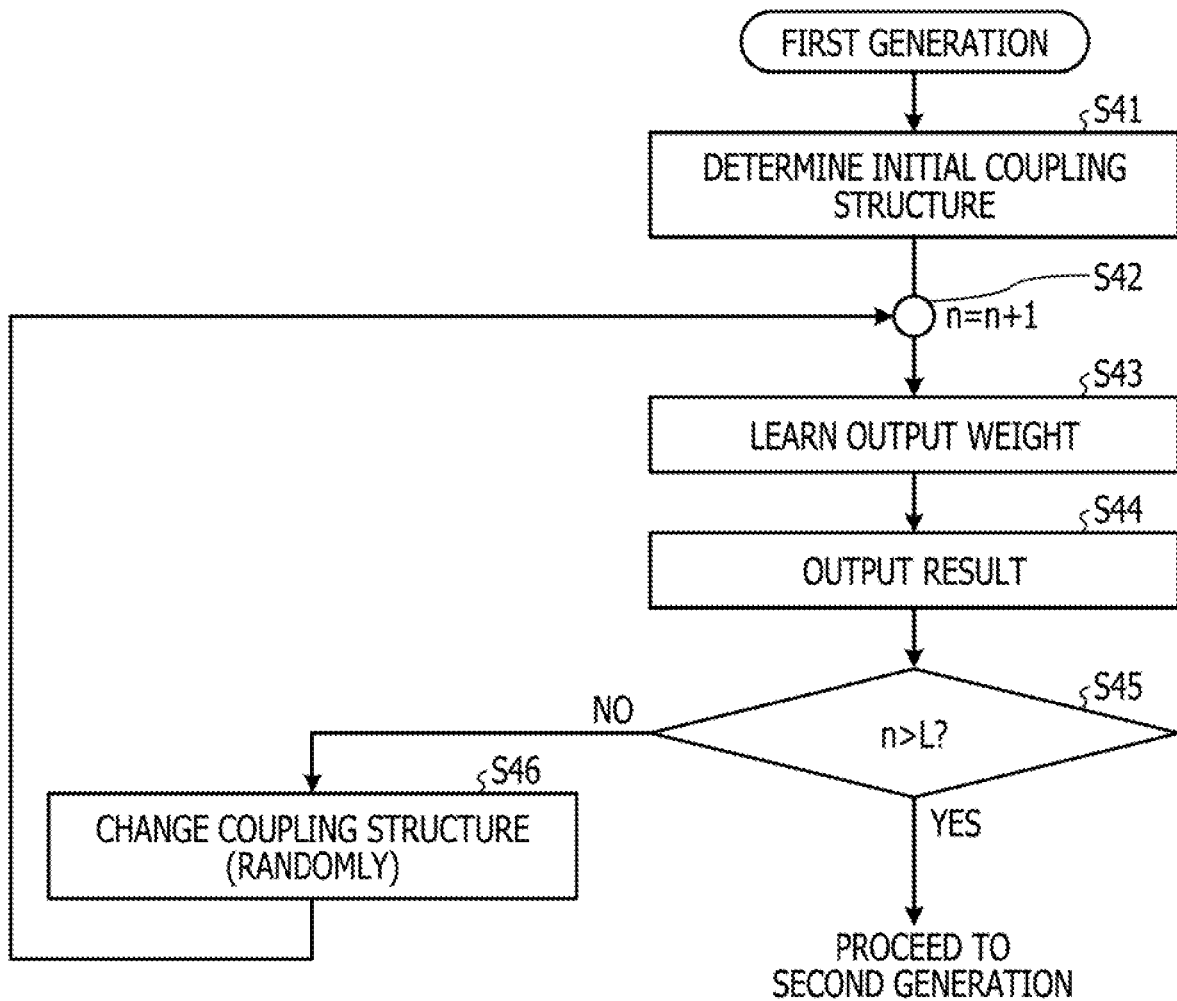 FIRST GENERATION
S41
DETERMINE INITIAL COUPLING
STRUCTURE
S42
n=n+1
S43
LEARN OUTPUT WEIGHT
S44
OUTPUT RESULT
S45
n>L?
NO
YES
S46
CHANGE COUPLING STRUCTURE
(RANDOMLY)
PROCEED TO
SECOND GENERATION